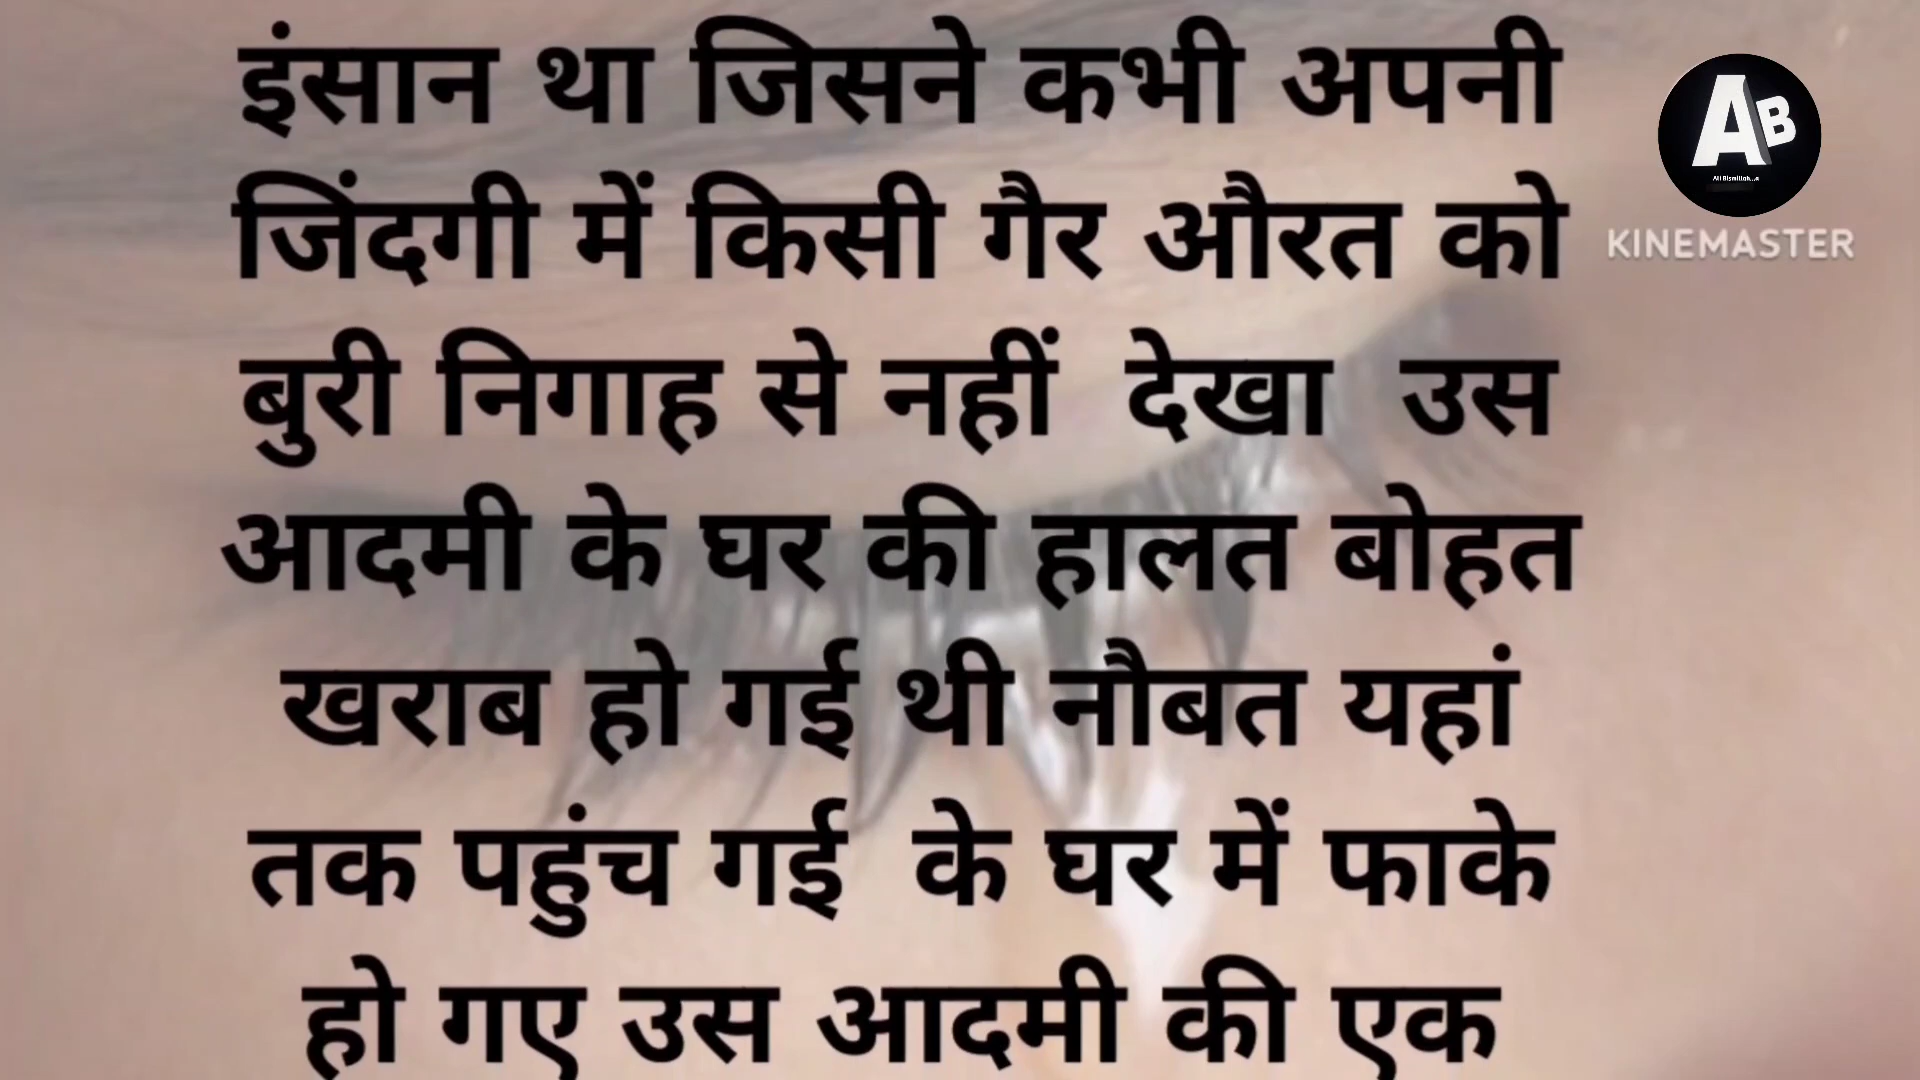 इंसान था जिसने कभी अपनी
जिंदगी में किसी गैर औरत को
बुरी निगाह से नहीं देखा उस
आदमी के घर की हालत बोहत
खराब हो गई थी नौबत यहां
तक पहुंच गई के घर में फाके
हो गए उस आदमी की एक
AB
KINEMASTER